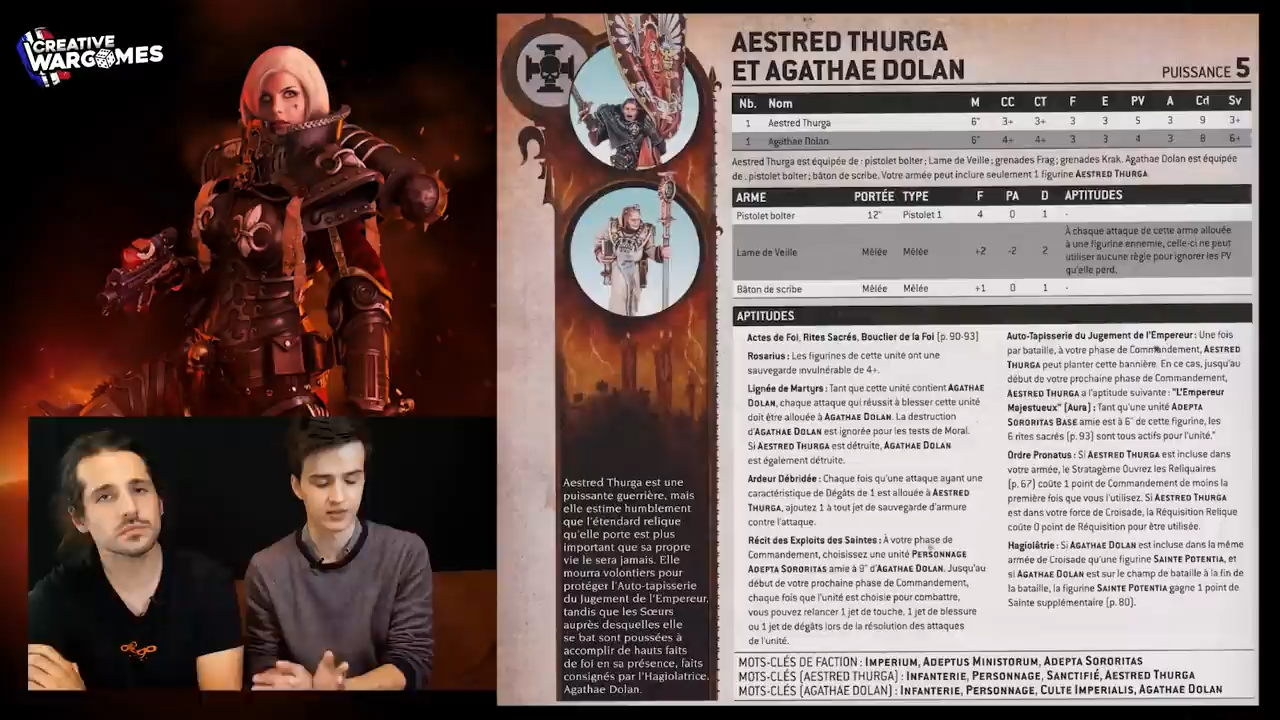 CREATIVE
WARGAMES
AESTRED THURGA
ET AGATHAE DOLAN
PUISSANCE 5
Nb. Nom M CC CT F E PV A Cd Sv
1 Aestred Thurga 6" 3+ 3+ 3 3 5 3 9 3+
1 Agathae Dolan 6" 4+ 4+ 3 3 4 3 8 6+
Aestred Thurga est équipée de : pistolet bolter ; Lame de Veille ; grenades Frag ; grenades Krak. Agathae Dolan est équipée
de : pistolet bolter ; bâton de scribe. Votre armée peut inclure seulement 1 figurine AESTRED THURGA.
ARME PORTÉE TYPE F PA D APTITUDES
Pistolet bolter 12" Pistolet 1 4 0 1 -
Lame de Veille Mêlée Mêlée +2 -2 2
À chaque attaque de cette arme allouée
à une figurine ennemie, celle-ci ne peut
utiliser aucune règle pour ignorer les PV
qu'elle perd.
Bâton de scribe Mêlée Mêlée +1 0 1 -
APTITUDES
Actes de Foi, Rites Sacrés, Bouclier de la Foi (p. 90-93)
Rosarius : Les figurines de cette unité ont une
sauvegarde invulnérable de 4+.
Lignée de Martyrs : Tant que cette unité contient AGATHAE
DOLAN, chaque attaque qui réussit à blesser cette unité
doit être allouée à AGATHAE DOLAN. La destruction
d'AGATHAE DOLAN est ignorée pour les tests de Moral.
Si AESTRED THURGA est détruite, AGATHAE DOLAN
est également détruite.
Ardeur Débridée : Chaque fois qu'une attaque ayant une
caractéristique de Dégâts de 1 est allouée à AESTRED
THURGA, ajoutez 1 à tout jet de sauvegarde d'armure
contre l'attaque.
Récit des Exploits des Saintes : À votre phase de
Commandement, choisissez une unité PERSONNAGE
ADEPTA SORORITAS amie à 9" d'AGATHAE DOLAN. Jusqu'au
début de votre prochaine phase de Commandement,
chaque fois que l'unité est choisie pour combattre,
vous pouvez relancer 1 jet de touche, 1 jet de blessure
ou 1 jet de dégâts lors de la résolution des attaques
de l'unité.
Auto-Tapisserie du Jugement de l'Empereur : Une fois
par bataille, à votre phase de Commandement, AESTRED
THURGA peut planter cette bannière. En ce cas, jusqu'au
début de votre prochaine phase de Commandement,
AESTRED THURGA a l'aptitude suivante : "L'Empereur
Majestueux" (Aura) : Tant qu'une unité ADEPTA
SORORITAS BASE amie est à 6" de cette figurine, les
6 rites sacrés (p. 93) sont tous actifs pour l'unité."
Ordre Pronatus : Si AESTRED THURGA est incluse dans
votre armée, le Stratagème Ouvrez les Reliquaires
(p. 67) coûte 1 point de Commandement de moins la
première fois que vous l'utilisez. Si AESTRED THURGA
est dans votre force de Croisade, la Réquisition Relique
coûte 0 point de Réquisition pour être utilisée.
Hagiolâtrie : Si AGATHAE DOLAN est incluse dans la même
armée de Croisade qu'une figurine SAINTE POTENTIA, et
si AGATHAE DOLAN est sur le champ de bataille à la fin de
la bataille, la figurine SAINTE POTENTIA gagne 1 point de
Sainte supplémentaire (p. 80).
Aestred Thurga est une
puissante guerrière, mais
elle estime humblement
que l'étendard relique
qu'elle porte est plus
important que sa propre
vie le sera jamais. Elle
mourra volontiers pour
protéger l'Auto-tapisserie
du Jugement de l'Empereur,
tandis que les Sœurs
auprès desquelles elle
se bat sont poussées à
accomplir de hauts faits
de foi en sa présence, faits
consignés par l'Hagiolatrice,
Agathae Dolan.
MOTS-CLÉS DE FACTION : IMPERIUM, ADEPTUS MINISTORUM, ADEPTA SORORITAS
MOTS-CLÉS (AESTRED THURGA) : INFANTERIE, PERSONNAGE, SANCTIFIÉ, AESTRED THURGA
MOTS-CLÉS (AGATHAE DOLAN) : INFANTERIE, PERSONNAGE, CULTE IMPERIALIS, AGATHAE DOLAN